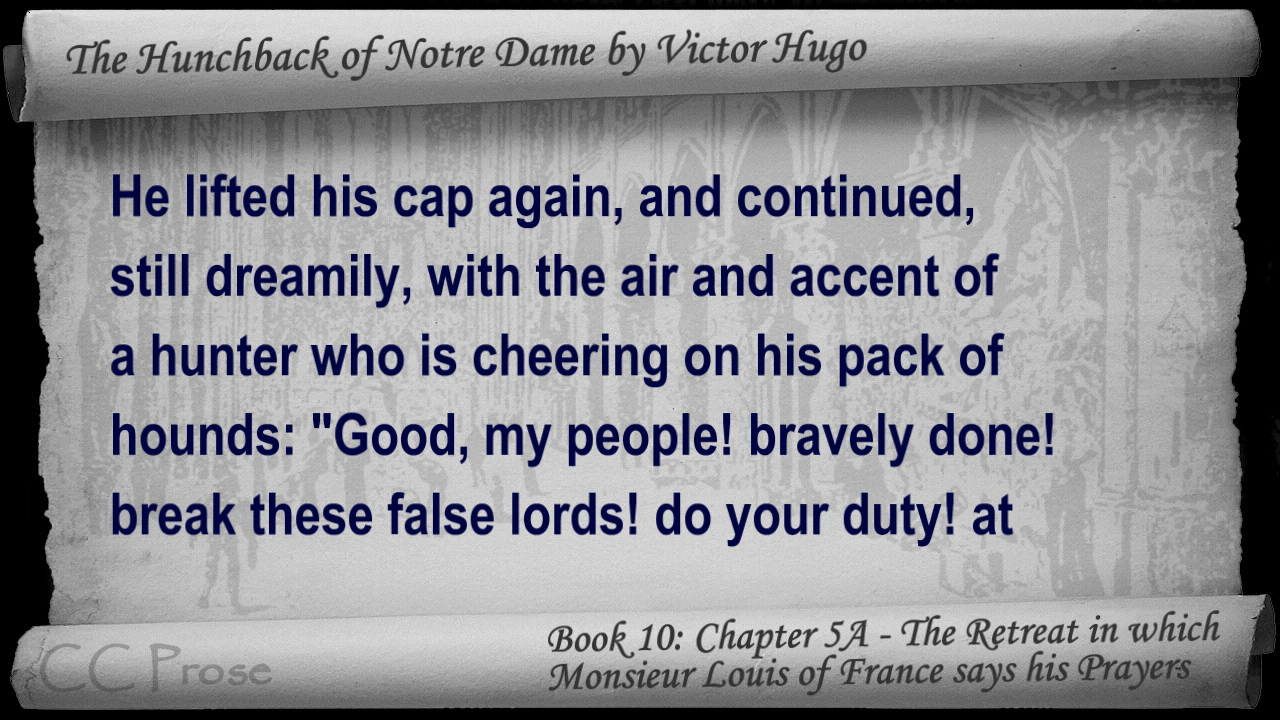 The Hunchback of Notre Dame by Victor Hugo
He lifted his cap again, and continued,
still dreamily, with the air and accent of
a hunter who is cheering on his pack of
hounds: "Good, my people! bravely done!
break these false lords! do your duty! at
CC Prose
Book 10: Chapter 5A - The Retreat in which
Monsieur Louis of France says his Prayers